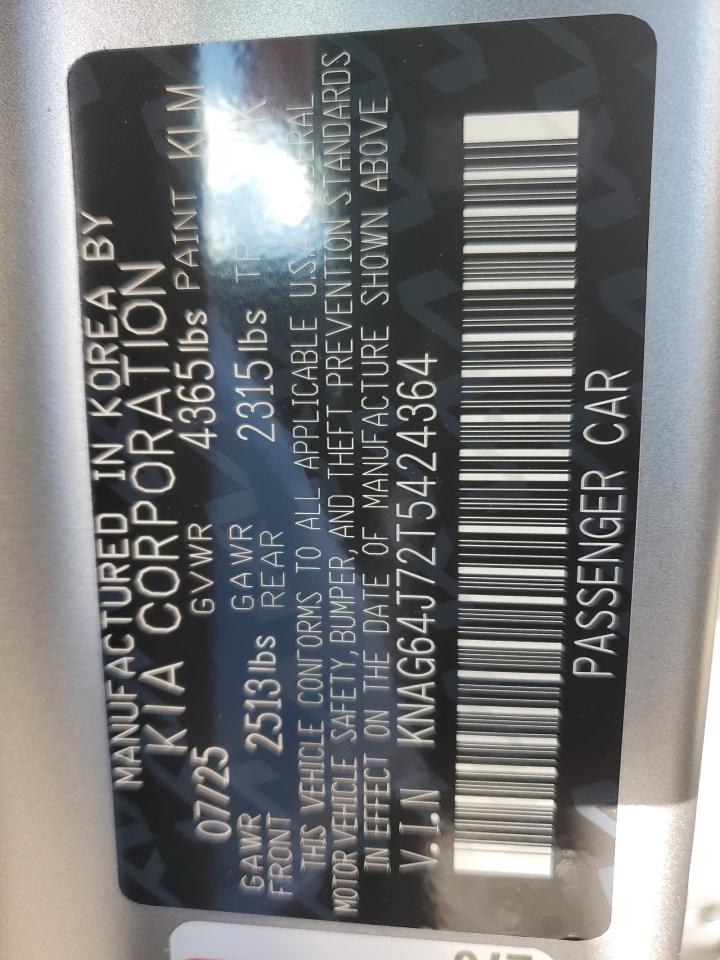 MANUFACTURED IN KOREA BY
KIA CORPORATION
07/25 GVWR 4365lbs PAINT KLM
GAWR FRONT 2513lbs GAWR REAR 2315lbs
THIS VEHICLE CONTORMS TO ALL APPLICABLE U.S.A
MOTOR VEHICLE SAFETY, BUMPER, AND THEFT PREVENTION STANDARDS
IN EFFECT ON THE DATE OF MANUFACTURE SHOWN ABOVE
V.I.N KNAG64J72T5424364
PASSENGER CAR